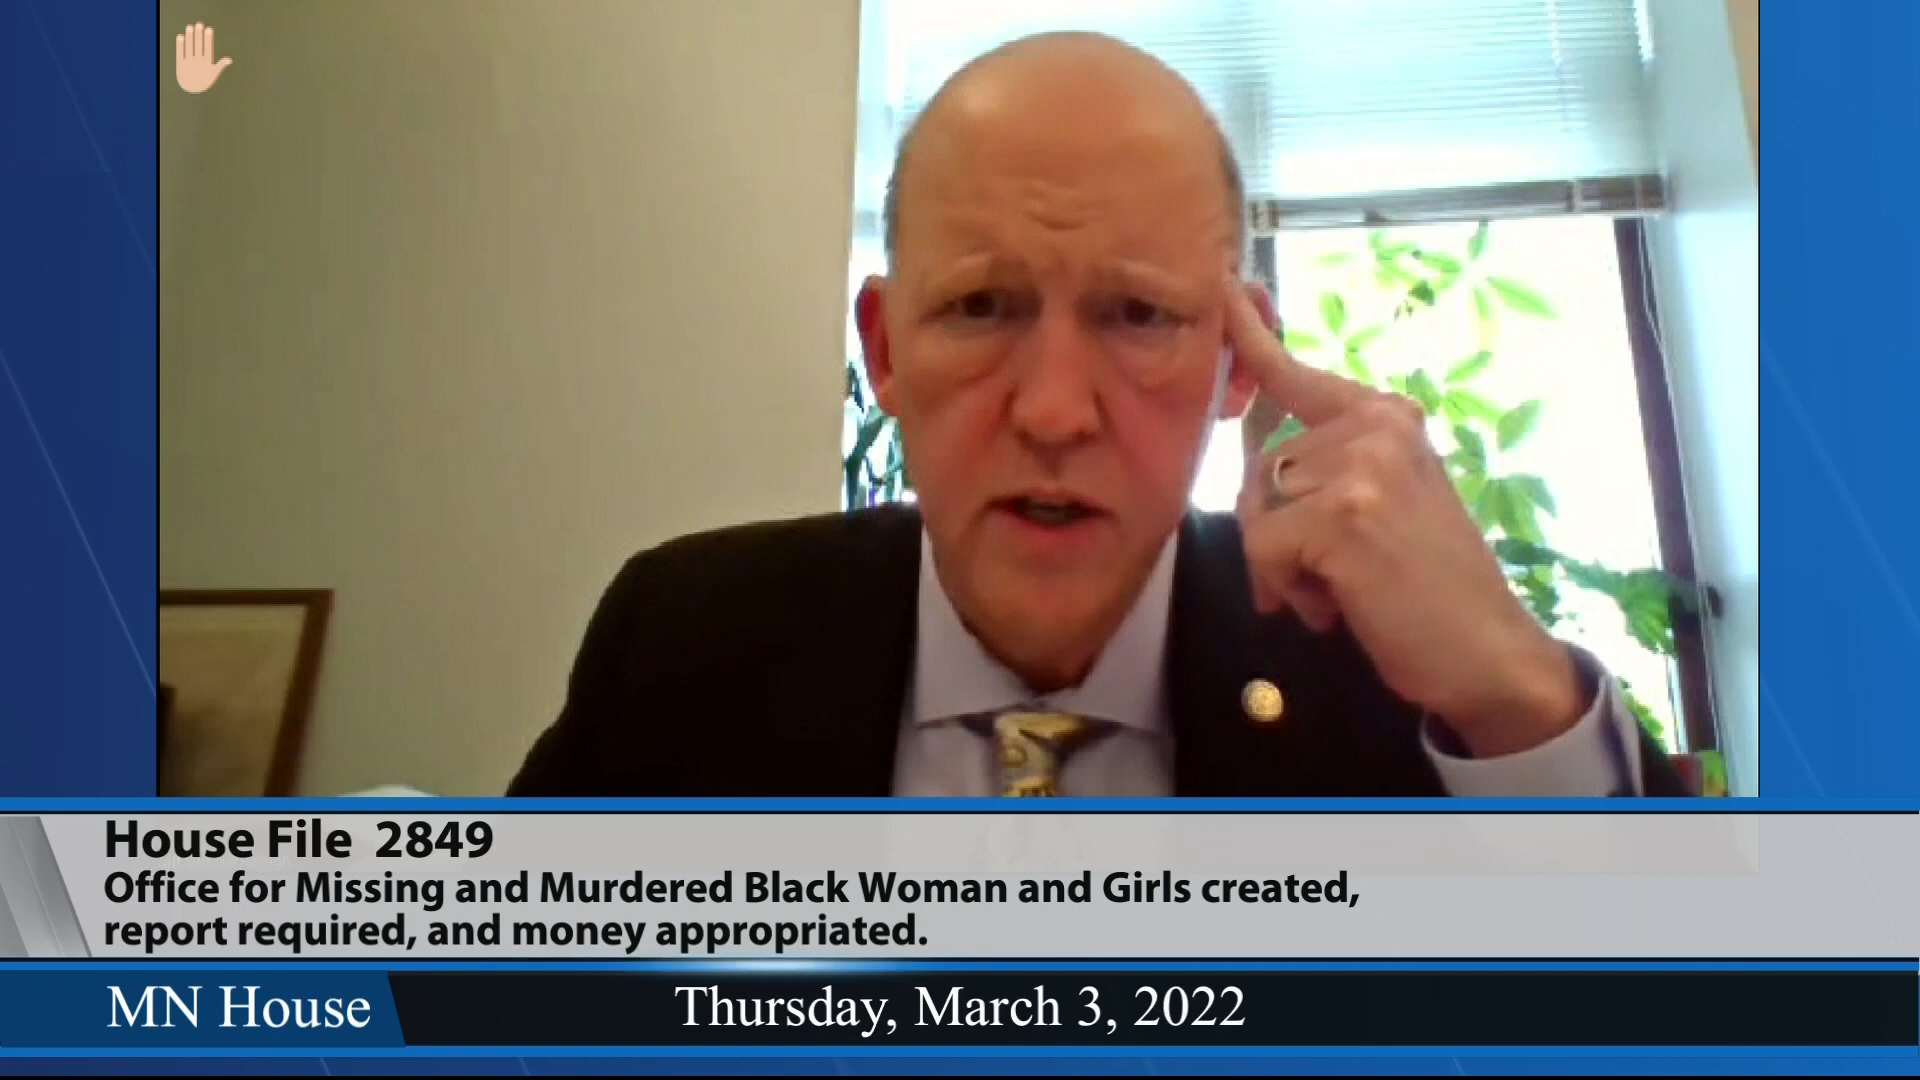 House File 2849
Office for Missing and Murdered Black Woman and Girls created,
report required, and money appropriated.
MN House
Thursday, March 3, 2022